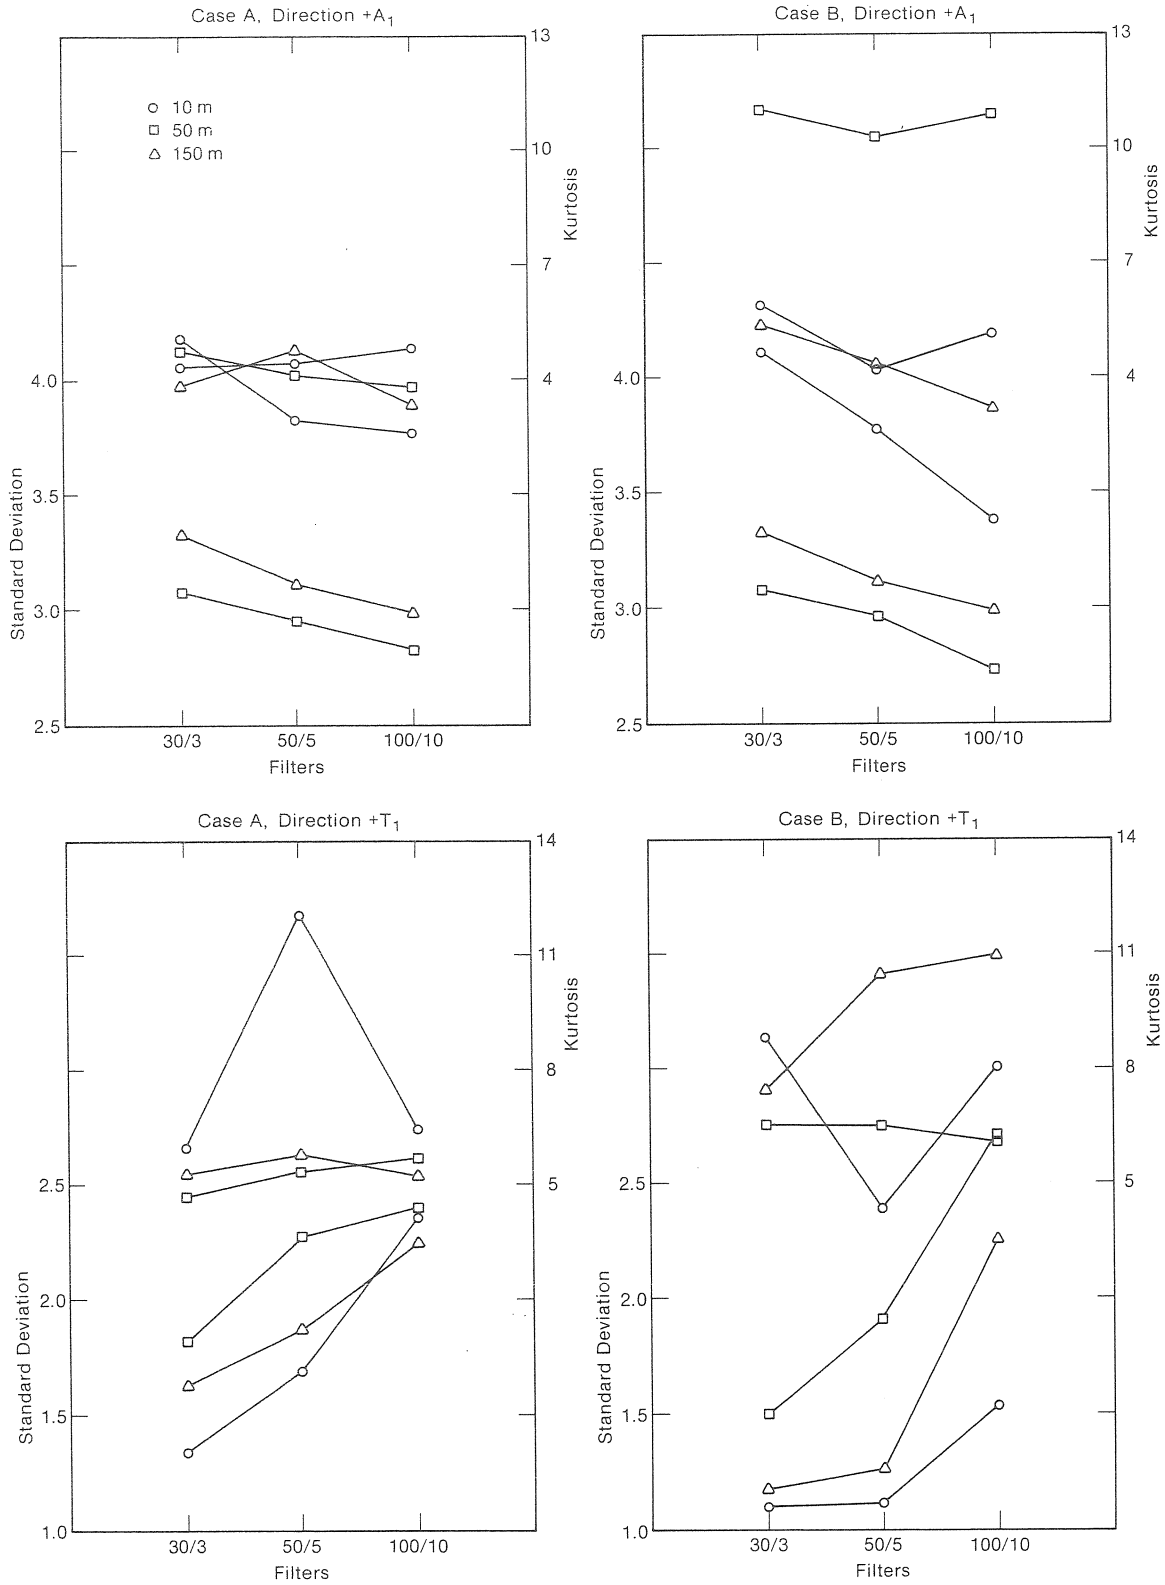 Case A, Direction +A1
Case B, Direction +A1
10 m
50 m
150 m
13
10
7
4
Kurtosis
4.0
3.5
3.0
2.5
Standard Deviation
30/3 50/5 100/10
Filters
13
10
7
4
Kurtosis
4.0
3.5
3.0
2.5
Standard Deviation
30/3 50/5 100/10
Filters
Case A, Direction +T1
Case B, Direction +T1
14
11
8
5
Kurtosis
2.5
2.0
1.5
1.0
Standard Deviation
30/3 50/5 100/10
Filters
14
11
8
5
Kurtosis
2.5
2.0
1.5
1.0
Standard Deviation
30/3 50/5 100/10
Filters